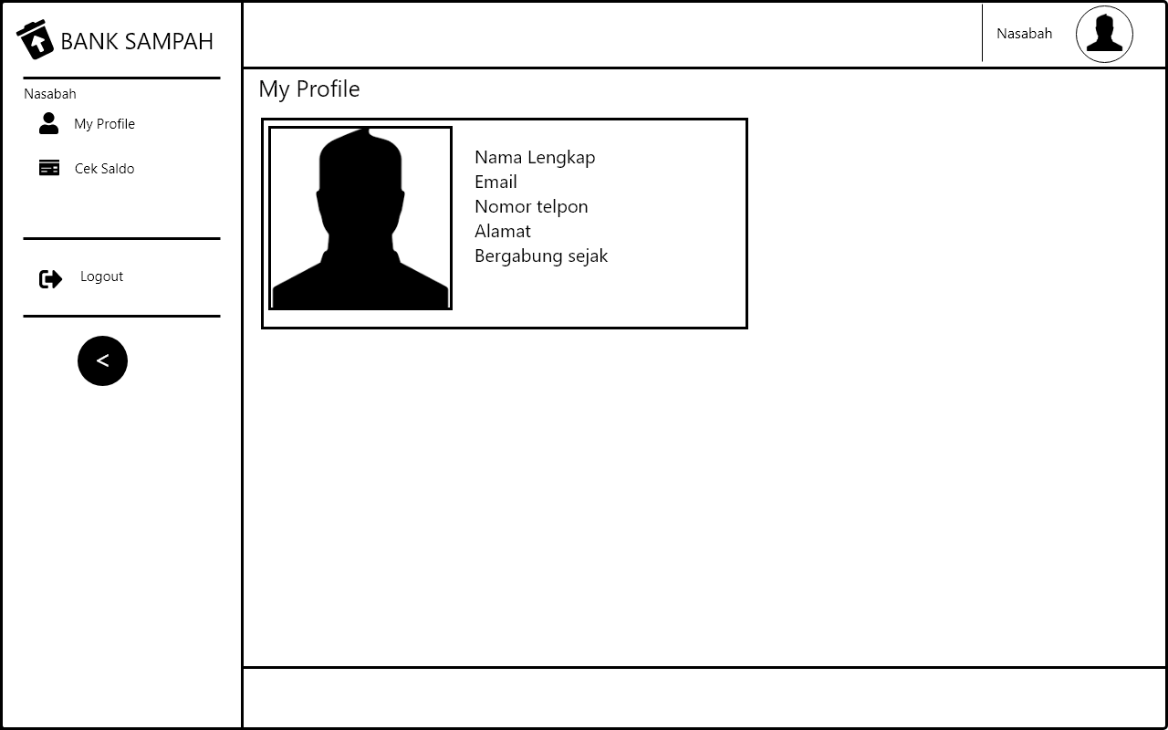 BANK SAMPAH
Nasabah
My Profile
Cek Saldo
Logout
<
Nasabah
My Profile
Nama Lengkap
Email
Nomor telpon
Alamat
Bergabung sejak